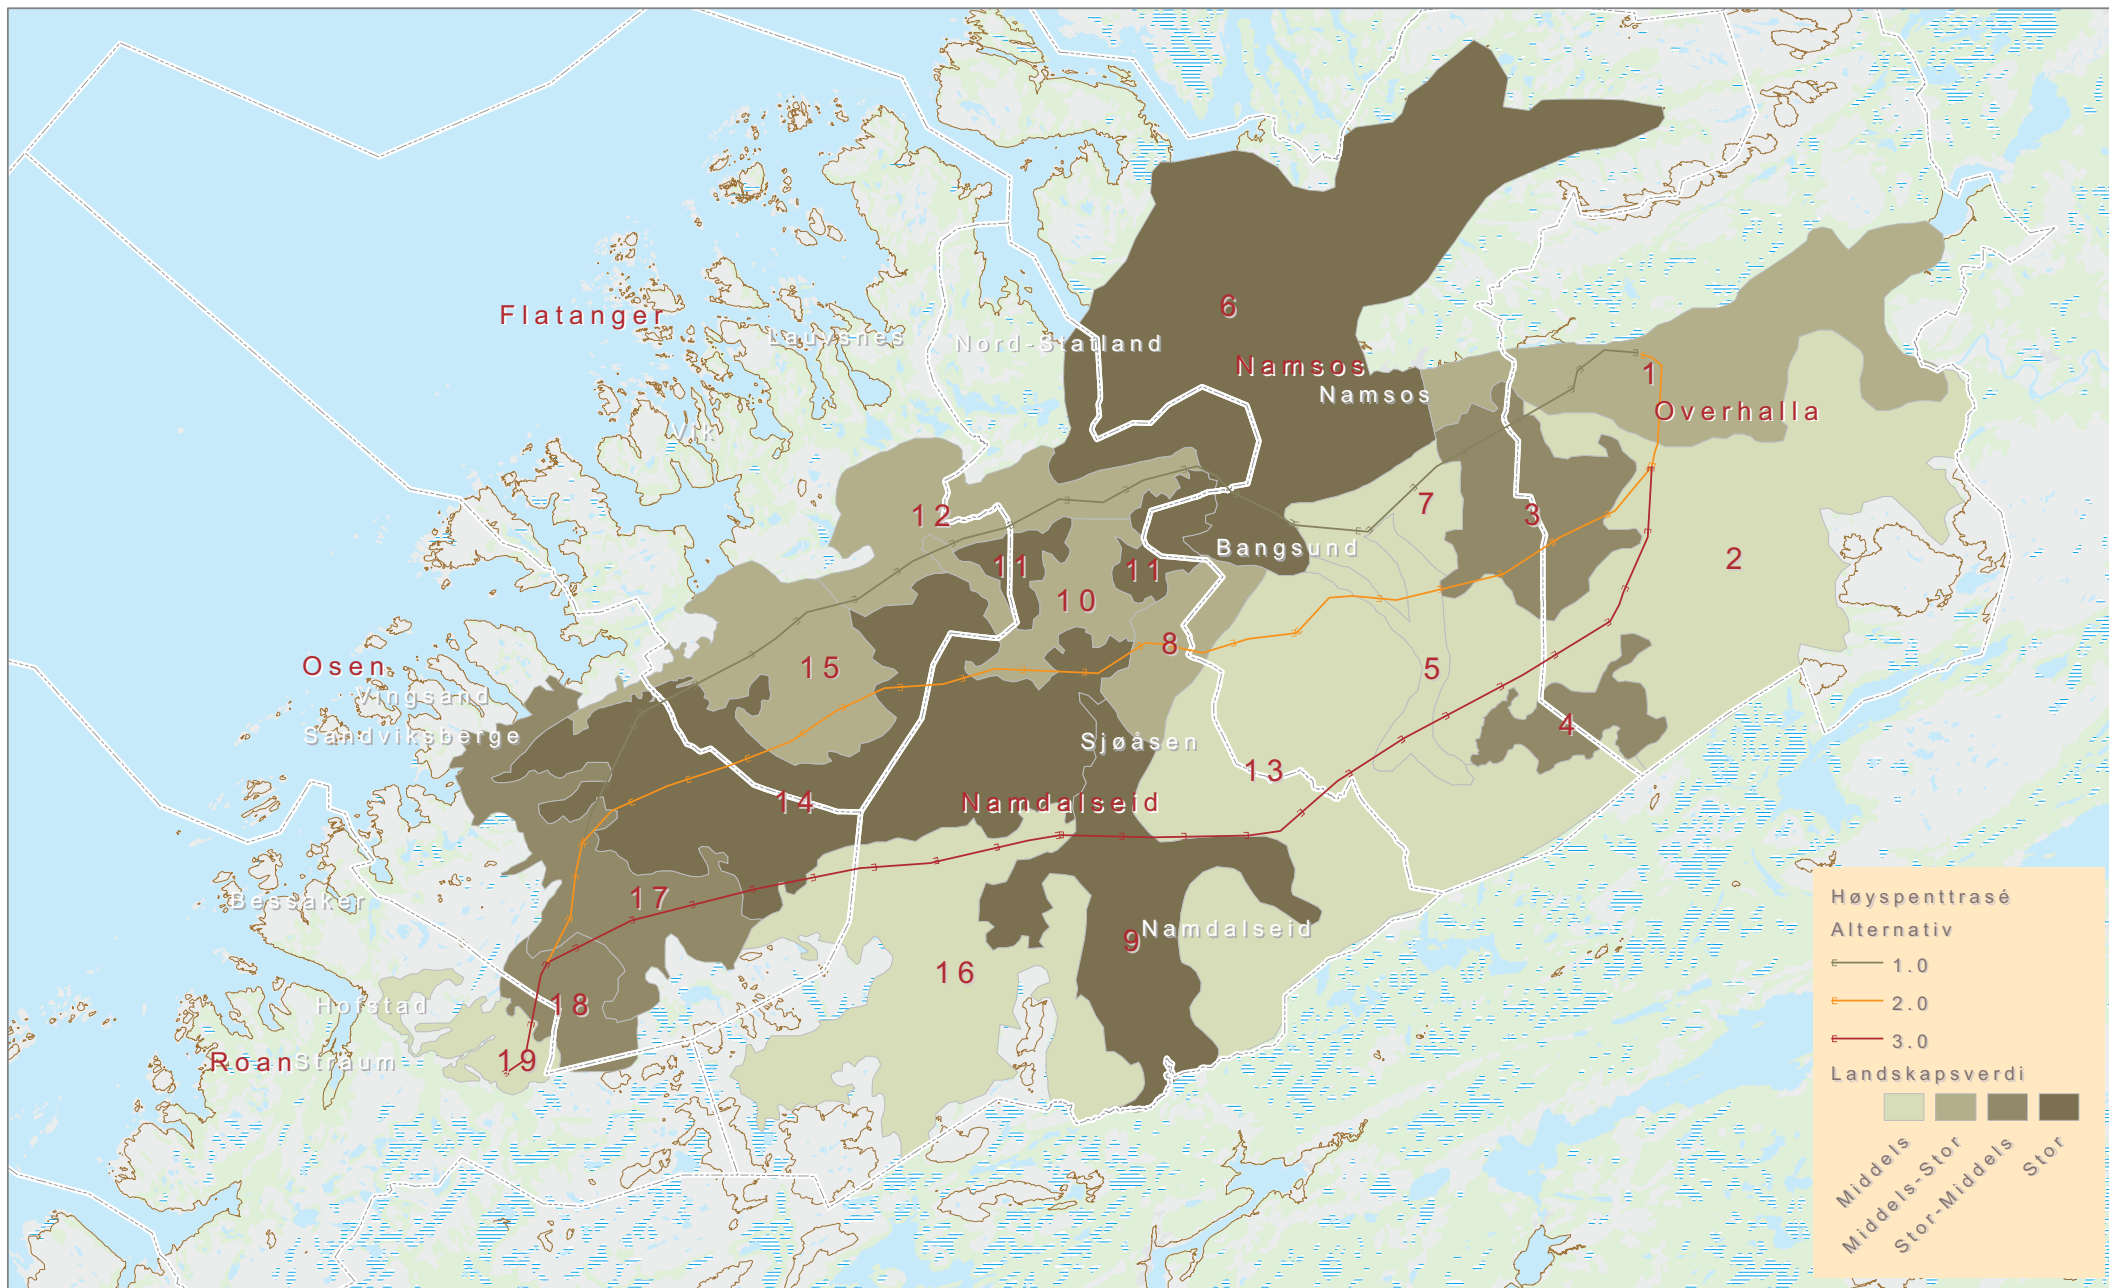 6
Flatanger
Lauvsnes
Nord-Statland
Namsos
Namsos
1
Overhalla
Vik
7
12
3
Bangsund
2
11
11
10
8
Osen
15
5
Vingsand
Sandviksberge
4
Sjøåsen
13
14
Namdalseid
17
Bessaker
9
Namdalseid
16
Hofstad
18
Roan
Straum
19
Høyspenttrasé
Alternativ
1.0
2.0
3.0
Landskapsverdi
Middels
Middels-Stor
Stor-Middels
Stor